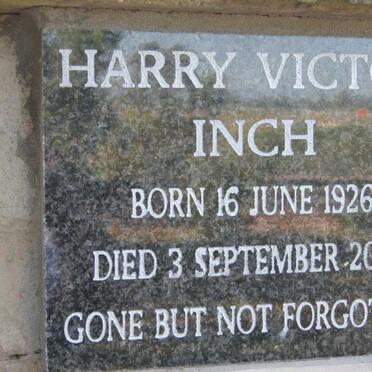 HARRY VICTO
INCH
BORN 16 JUNE 1926
DIED 3 SEPTEMBER 20
GONE BUT NOT FORGOT